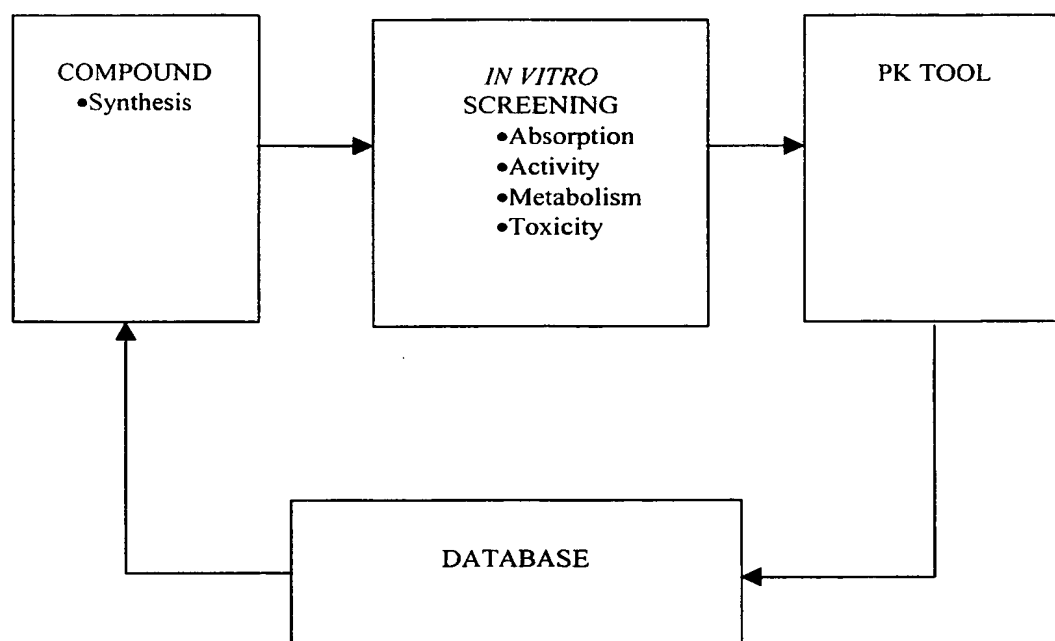 COMPOUND
•Synthesis
IN VITRO
SCREENING
•Absorption
•Activity
•Metabolism
•Toxicity
PK TOOL
DATABASE